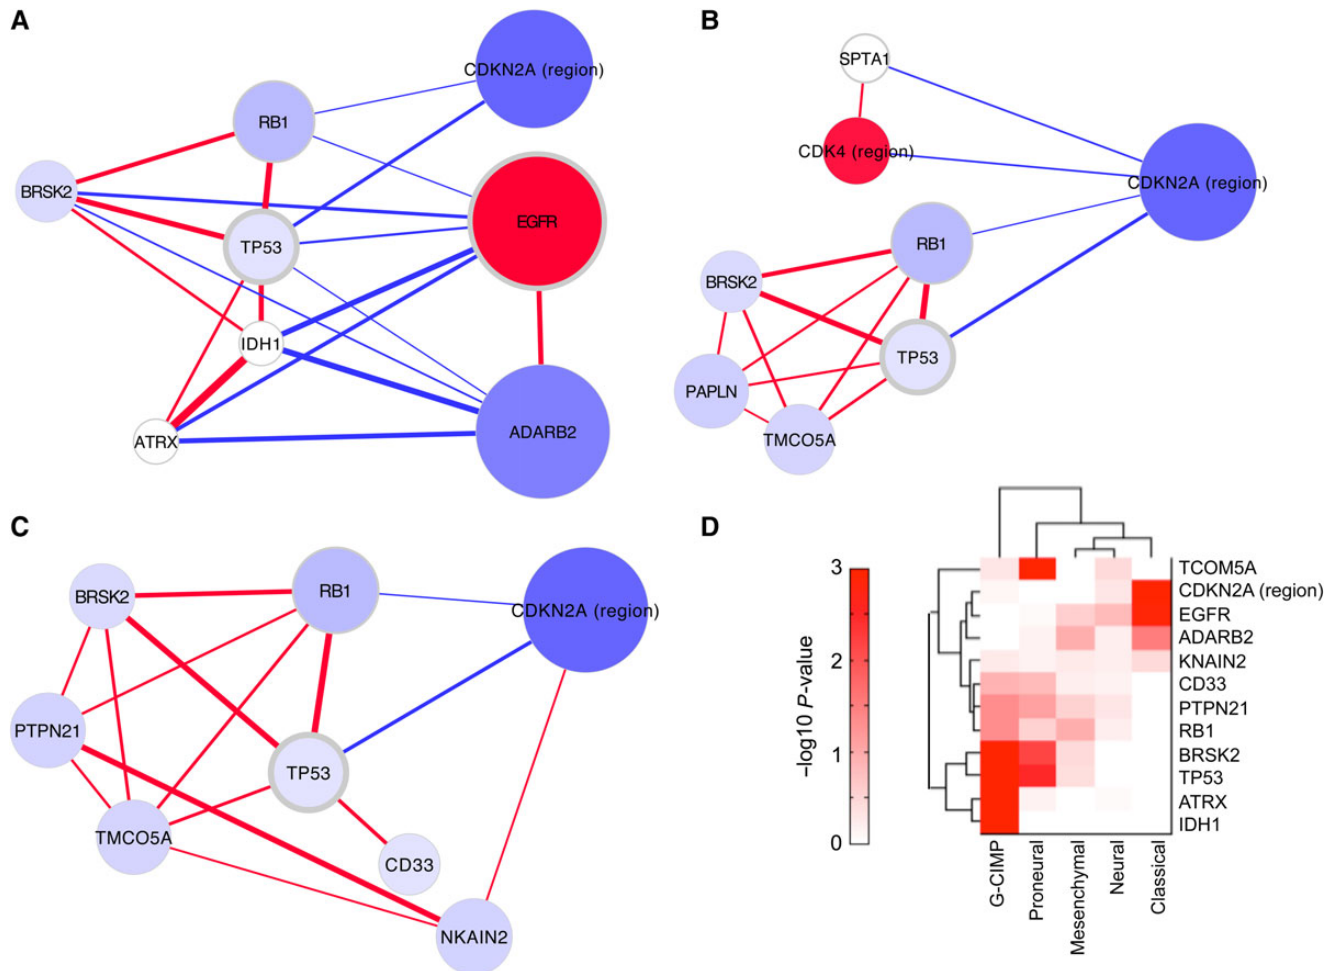 A
CDKN2A (region)
RB1
BRSK2
EGFR
TP53
IDH1
ATRX
ADARB2
B
SPTA1
CDK4 (region)
CDKN2A (region)
RB1
BRSK2
TP53
PAPLN
TMCO5A
C
BRSK2
RB1
CDKN2A (region)
PTPN21
TP53
TMCO5A
CD33
NKAIN2
D
3
2
1
0
–log10 P-value
TCOM5A
CDKN2A (region)
EGFR
ADARB2
KNAIN2
CD33
PTPN21
RB1
BRSK2
TP53
ATRX
IDH1
G-CIMP
Proneural
Mesenchymal
Neural
Classical